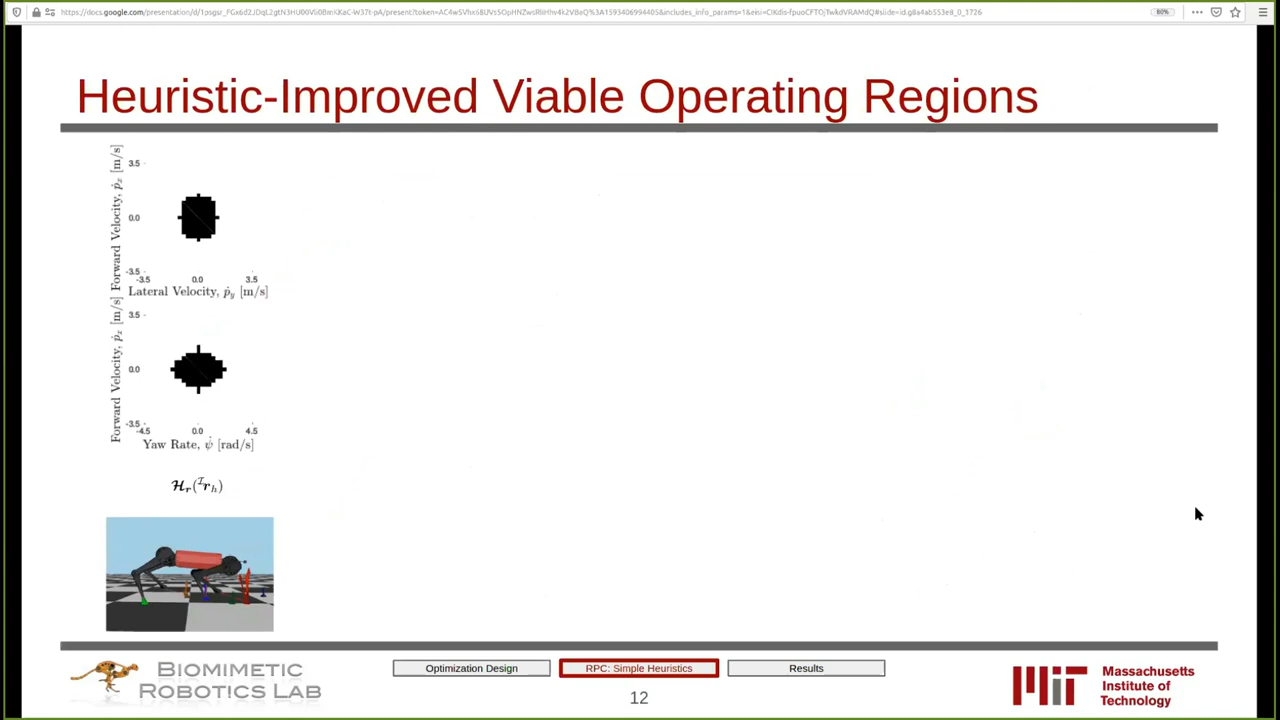 80%
Heuristic-Improved Viable Operating Regions
Forward Velocity, ṗx [m/s]
3.5
0.0
-3.5
-3.5 0.0 3.5
Lateral Velocity, ṗy [m/s]
Forward Velocity, ṗx [m/s]
3.5
0.0
-3.5
-4.5 0.0 4.5
Yaw Rate, ψ̇ [rad/s]
𝓗r(ᴵrh)
BIOMIMETIC
ROBOTICS LAB
Optimization Design
RPC: Simple Heuristics
Results
12
MIT
Massachusetts
Institute of
Technology